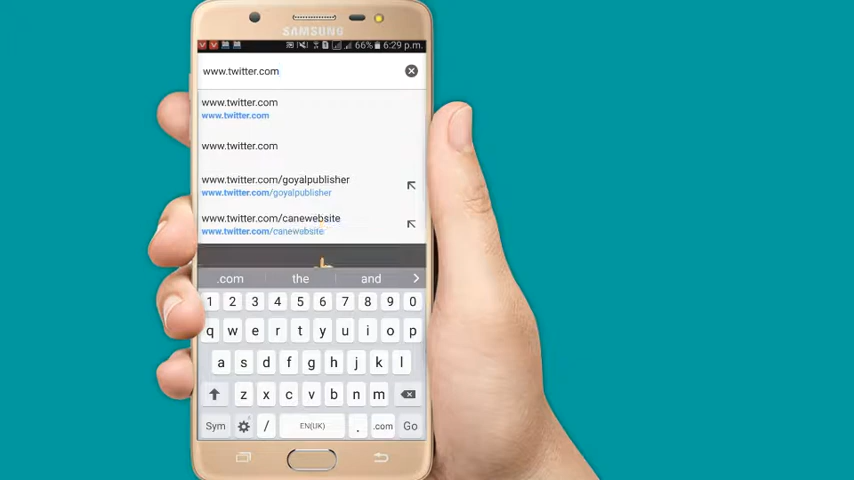 SAMSUNG
66% 6:29 p.m.
www.twitter.com
www.twitter.com
www.twitter.com
www.twitter.com
www.twitter.com/goyalpublisher
www.twitter.com/goyalpublisher
www.twitter.com/canewebsite
www.twitter.com/canewebsite
.com the and
1 2 3 4 5 6 7 8 9 0
q w e r t y u i o p
a s d f g h j k l
z x c v b n m
Sym / EN(UK) . .com Go